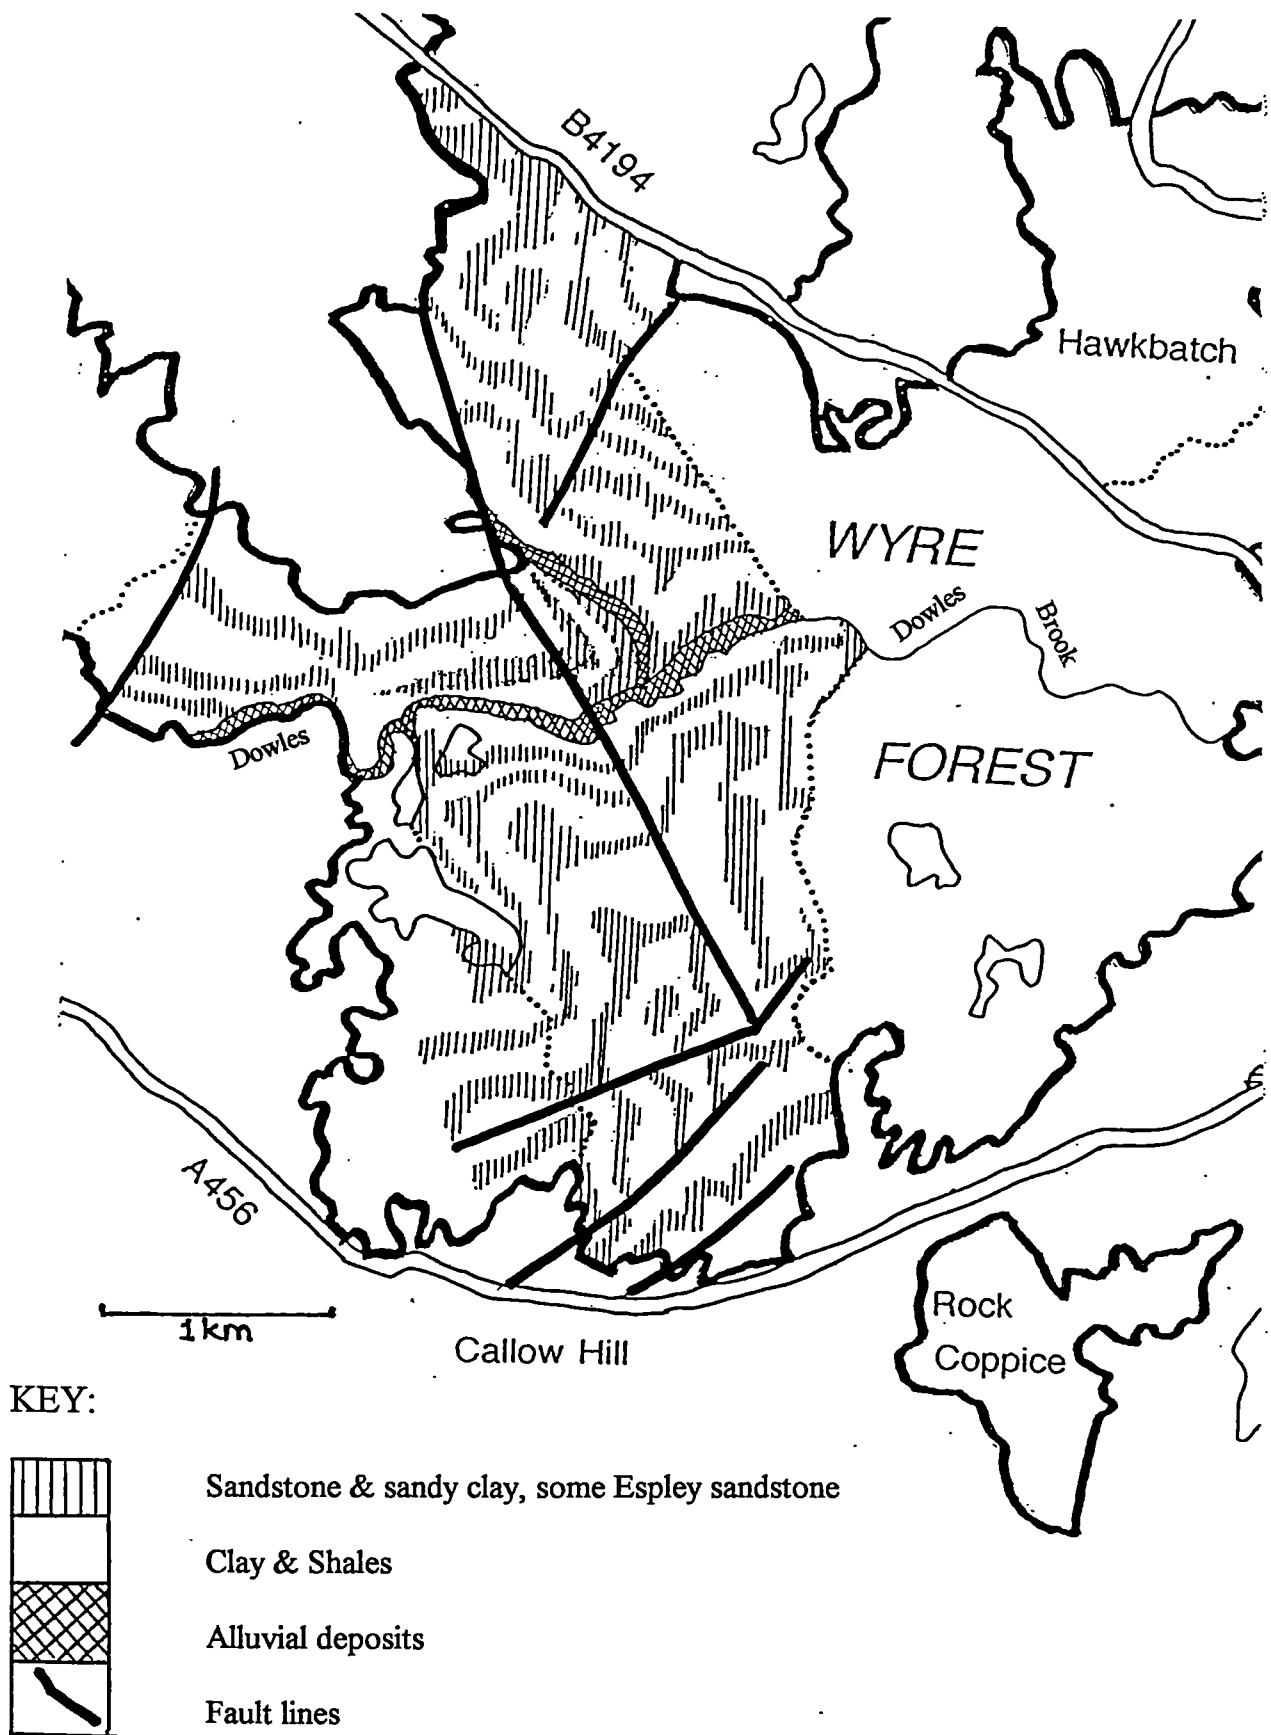 B4194
Hawkbatch
WYRE
Dowles
Brook
Dowles
FOREST
A456
1km
Callow Hill
Rock
Coppice
KEY:
Sandstone & sandy clay, some Espley sandstone
Clay & Shales
Alluvial deposits
Fault lines